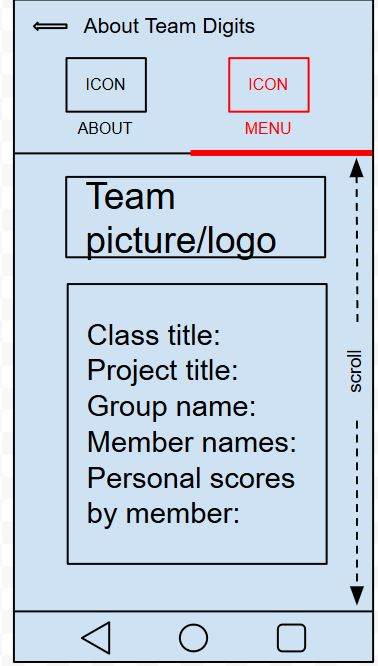 About Team Digits
ICON
ICON
ABOUT
MENU
Team
picture/logo
Class title:
Project title:
Group name:
Member names:
Personal scores
by member:
scroll